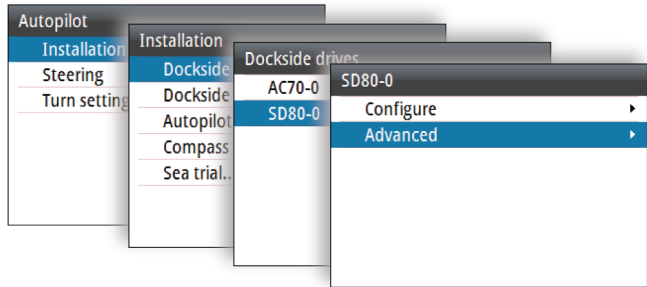 Autopilot
Installation
Steering
Turn setting
Installation
Dockside
Dockside
Autopilot
Compass
Sea trial..
Dockside drives
AC70-0
SD80-0
SD80-0
Configure
Advanced